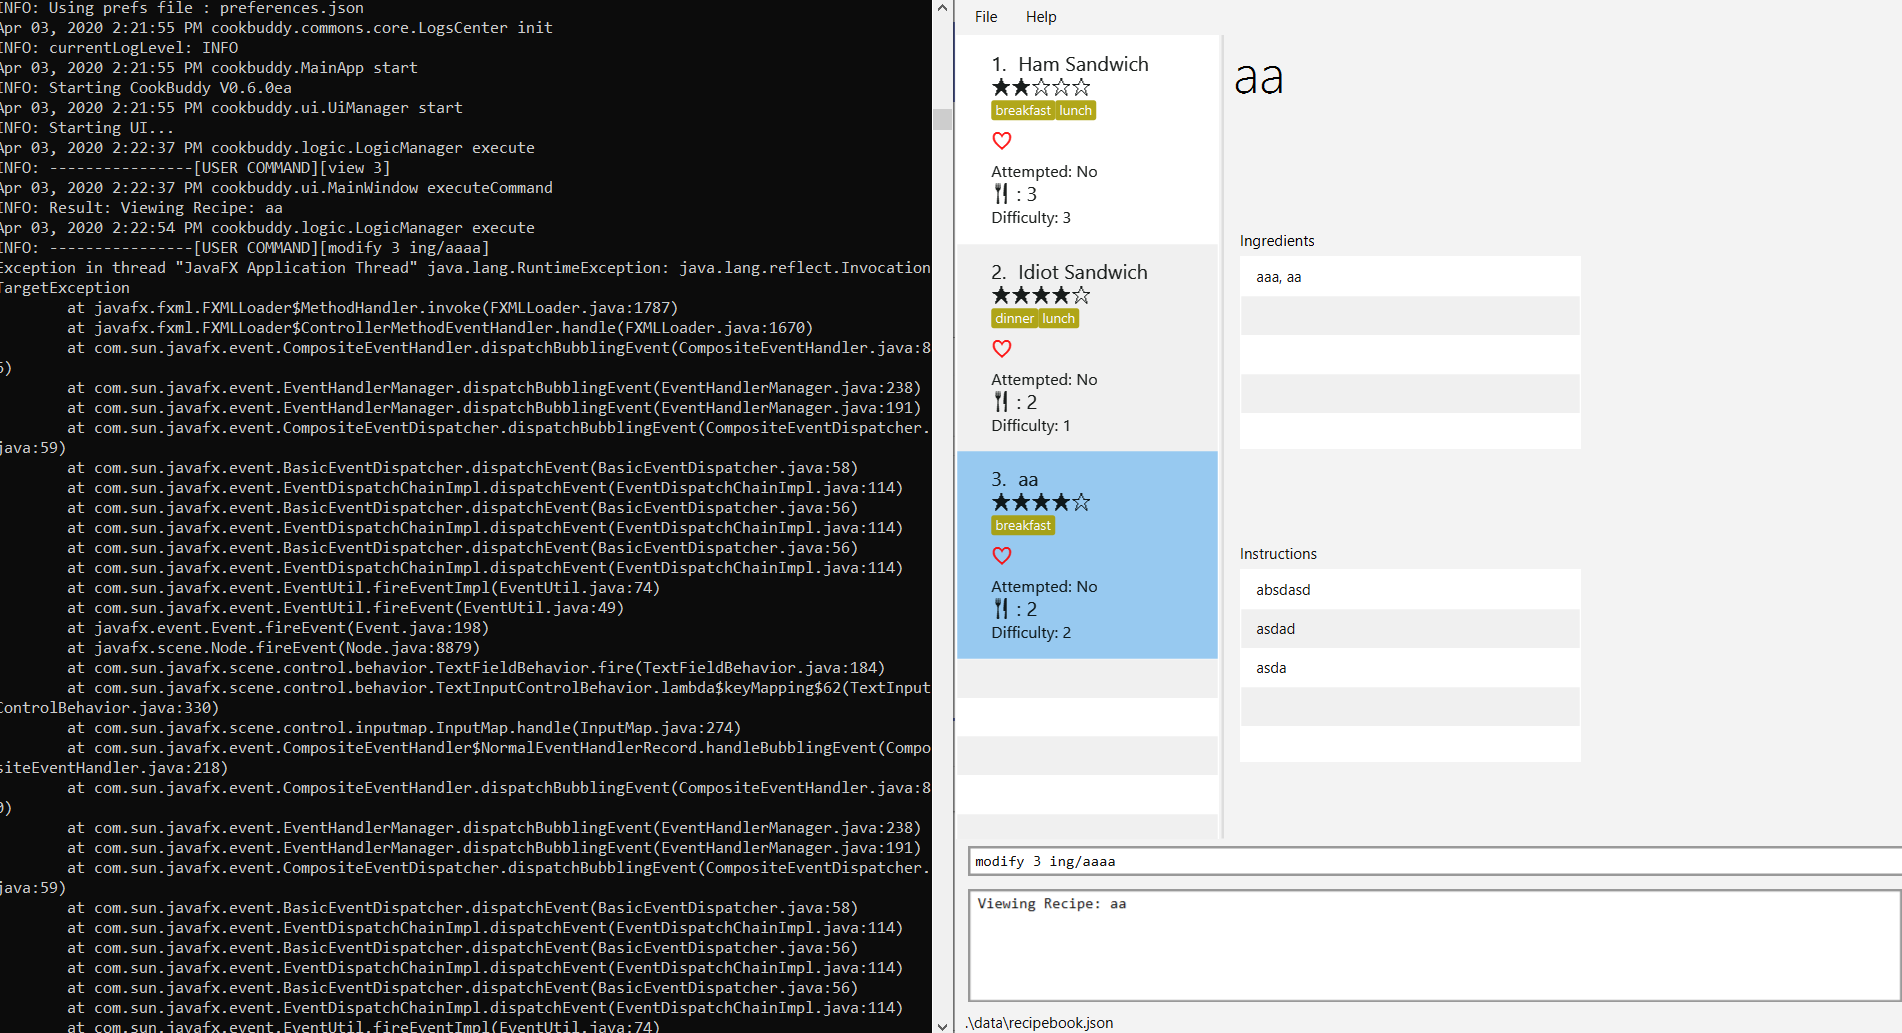 INFO: Using prefs file : preferences.json
Apr 03, 2020 2:21:55 PM cookbuddy.commons.core.LogsCenter init
INFO: currentLogLevel: INFO
Apr 03, 2020 2:21:55 PM cookbuddy.MainApp start
INFO: Starting CookBuddy V0.6.0ea
Apr 03, 2020 2:21:55 PM cookbuddy.ui.UiManager start
INFO: Starting UI...
Apr 03, 2020 2:22:37 PM cookbuddy.logic.LogicManager execute
INFO: ----------------[USER COMMAND][view 3]
Apr 03, 2020 2:22:37 PM cookbuddy.ui.MainWindow executeCommand
INFO: Result: Viewing Recipe: aa
Apr 03, 2020 2:22:54 PM cookbuddy.logic.LogicManager execute
INFO: ----------------[USER COMMAND][modify 3 ing/aaaa]
Exception in thread "JavaFX Application Thread" java.lang.RuntimeException: java.lang.reflect.Invocation
TargetException
at javafx.fxml.FXMLLoader$MethodHandler.invoke(FXMLLoader.java:1787)
at javafx.fxml.FXMLLoader$ControllerMethodEventHandler.handle(FXMLLoader.java:1670)
at com.sun.javafx.event.CompositeEventHandler.dispatchBubblingEvent(CompositeEventHandler.java:8
6)
at com.sun.javafx.event.EventHandlerManager.dispatchBubblingEvent(EventHandlerManager.java:238)
at com.sun.javafx.event.EventHandlerManager.dispatchBubblingEvent(EventHandlerManager.java:191)
at com.sun.javafx.event.CompositeEventDispatcher.dispatchBubblingEvent(CompositeEventDispatcher.
java:59)
at com.sun.javafx.event.BasicEventDispatcher.dispatchEvent(BasicEventDispatcher.java:58)
at com.sun.javafx.event.EventDispatchChainImpl.dispatchEvent(EventDispatchChainImpl.java:114)
at com.sun.javafx.event.BasicEventDispatcher.dispatchEvent(BasicEventDispatcher.java:56)
at com.sun.javafx.event.EventDispatchChainImpl.dispatchEvent(EventDispatchChainImpl.java:114)
at com.sun.javafx.event.BasicEventDispatcher.dispatchEvent(BasicEventDispatcher.java:56)
at com.sun.javafx.event.EventDispatchChainImpl.dispatchEvent(EventDispatchChainImpl.java:114)
at com.sun.javafx.event.EventUtil.fireEventImpl(EventUtil.java:74)
at com.sun.javafx.event.EventUtil.fireEvent(EventUtil.java:49)
at javafx.event.Event.fireEvent(Event.java:198)
at javafx.scene.Node.fireEvent(Node.java:8879)
at com.sun.javafx.scene.control.behavior.TextFieldBehavior.fire(TextFieldBehavior.java:184)
at com.sun.javafx.scene.control.behavior.TextInputControlBehavior.lambda$keyMapping$62(TextInput
ControlBehavior.java:330)
at com.sun.javafx.scene.control.inputmap.InputMap.handle(InputMap.java:274)
at com.sun.javafx.event.CompositeEventHandler$NormalEventHandlerRecord.handleBubblingEvent(Compo
siteEventHandler.java:218)
at com.sun.javafx.event.CompositeEventHandler.dispatchBubblingEvent(CompositeEventHandler.java:8
0)
at com.sun.javafx.event.EventHandlerManager.dispatchBubblingEvent(EventHandlerManager.java:238)
at com.sun.javafx.event.EventHandlerManager.dispatchBubblingEvent(EventHandlerManager.java:191)
at com.sun.javafx.event.CompositeEventDispatcher.dispatchBubblingEvent(CompositeEventDispatcher.
java:59)
at com.sun.javafx.event.BasicEventDispatcher.dispatchEvent(BasicEventDispatcher.java:58)
at com.sun.javafx.event.EventDispatchChainImpl.dispatchEvent(EventDispatchChainImpl.java:114)
at com.sun.javafx.event.BasicEventDispatcher.dispatchEvent(BasicEventDispatcher.java:56)
at com.sun.javafx.event.EventDispatchChainImpl.dispatchEvent(EventDispatchChainImpl.java:114)
at com.sun.javafx.event.BasicEventDispatcher.dispatchEvent(BasicEventDispatcher.java:56)
at com.sun.javafx.event.EventDispatchChainImpl.dispatchEvent(EventDispatchChainImpl.java:114)
at com.sun.javafx.event.EventUtil.fireEventImpl(EventUtil.java:74)
File Help
1. Ham Sandwich
★★☆☆☆
breakfast lunch
Attempted: No
: 3
Difficulty: 3
2. Idiot Sandwich
★★★★☆
dinner lunch
Attempted: No
: 2
Difficulty: 1
3. aa
★★★★☆
breakfast
Attempted: No
: 2
Difficulty: 2
aa
Ingredients
aaa, aa
Instructions
absdasd
asdad
asda
modify 3 ing/aaaa
Viewing Recipe: aa
.\data\recipebook.json